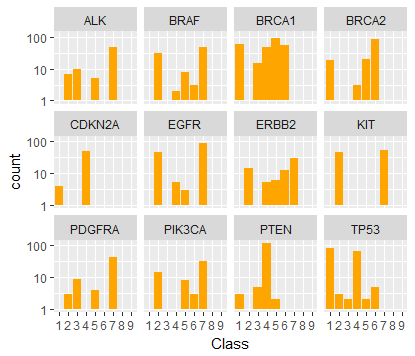 ALK BRAF BRCA1 BRCA2
100
10
1
CDKN2A EGFR ERBB2 KIT
100
10
1
count
PDGFRA PIK3CA PTEN TP53
100
10
1
1 2 3 4 5 6 7 8 9 1 2 3 4 5 6 7 8 9 1 2 3 4 5 6 7 8 9 1 2 3 4 5 6 7 8 9
Class